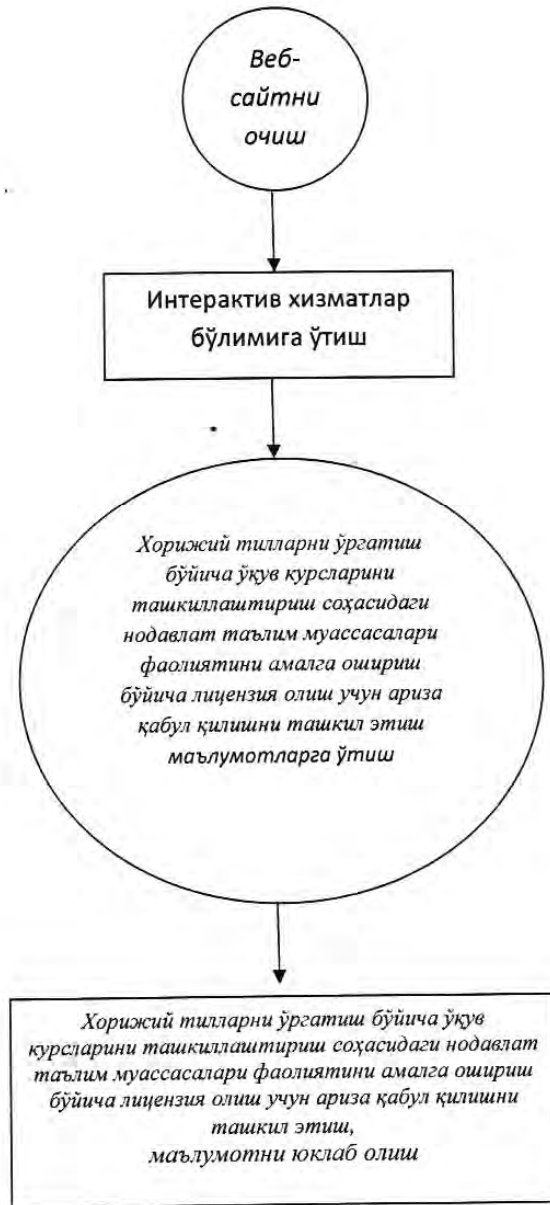 Веб-
сайтни
очиш
Интерактив хизматлар
бўлимига ўтиш
Хорижий тилларни ўргатиш
бўйича ўқув курсларини
ташкиллаштириш соҳасидаги
нодавлат таълим муассасалари
фаолиятини амалга ошириш
бўйича лицензия олиш учун ариза
қабул қилишни ташкил этиш
маълумотларга ўтиш
Хорижий тилларни ўргатиш бўйича ўқув
курсларини ташкиллаштириш соҳасидаги нодавлат
таълим муассасалари фаолиятини амалга ошириш
бўйича лицензия олиш учун ариза қабул қилишни
ташкил этиш,
маълумотни юклаб олиш